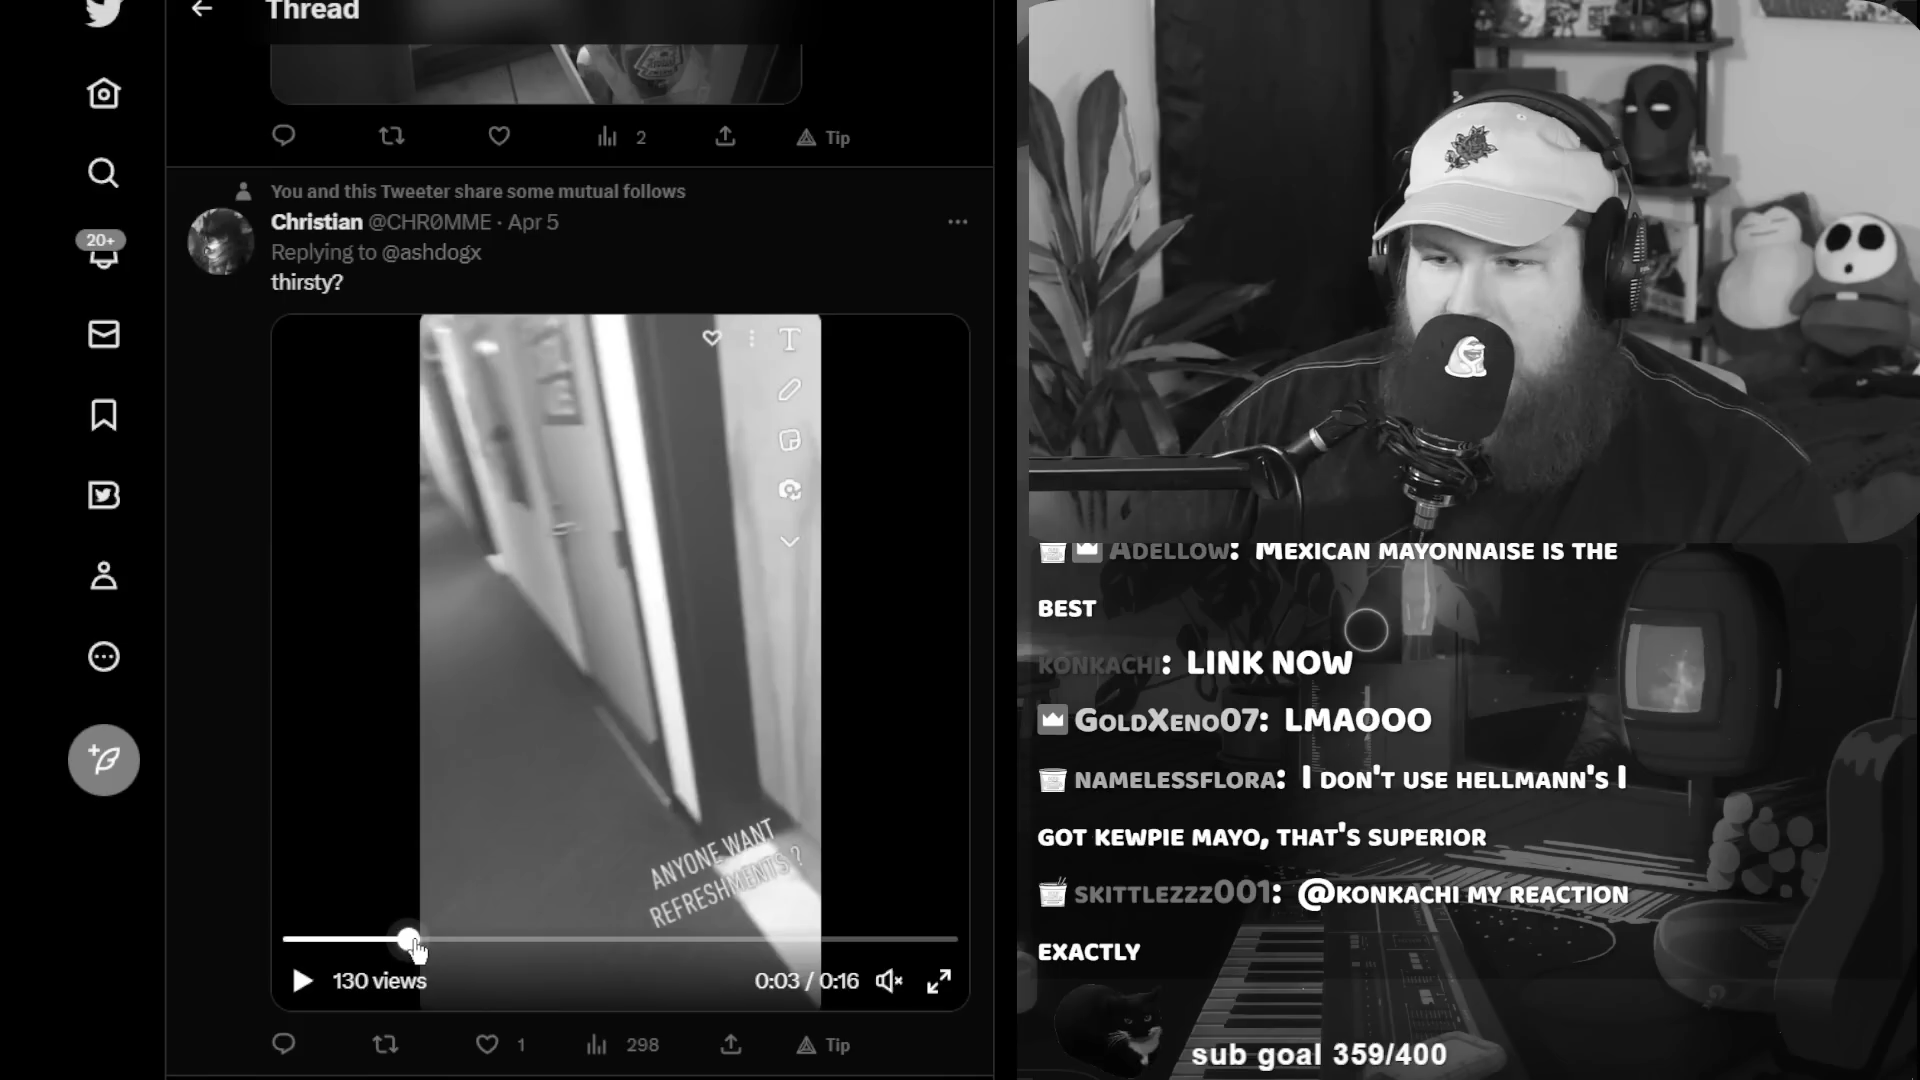 Thread
2
Tip
You and this Tweeter share some mutual follows
Christian @CHR0MME · Apr 5
Replying to @ashdogx
thirsty?
20+
T
ANYONE WANT
REFRESHMENTS?
130 views
0:03 / 0:16
1
298
Tip
ADELLOW: MEXICAN MAYONNAISE IS THE
BEST
KONKACHI: LINK NOW
GOLDXENO07: LMAOOO
NAMELESSFLORA: I DON'T USE HELLMANN'S I
GOT KEWPIE MAYO, THAT'S SUPERIOR
SKITTLEZZZ001: @KONKACHI MY REACTION
EXACTLY
sub goal 359/400